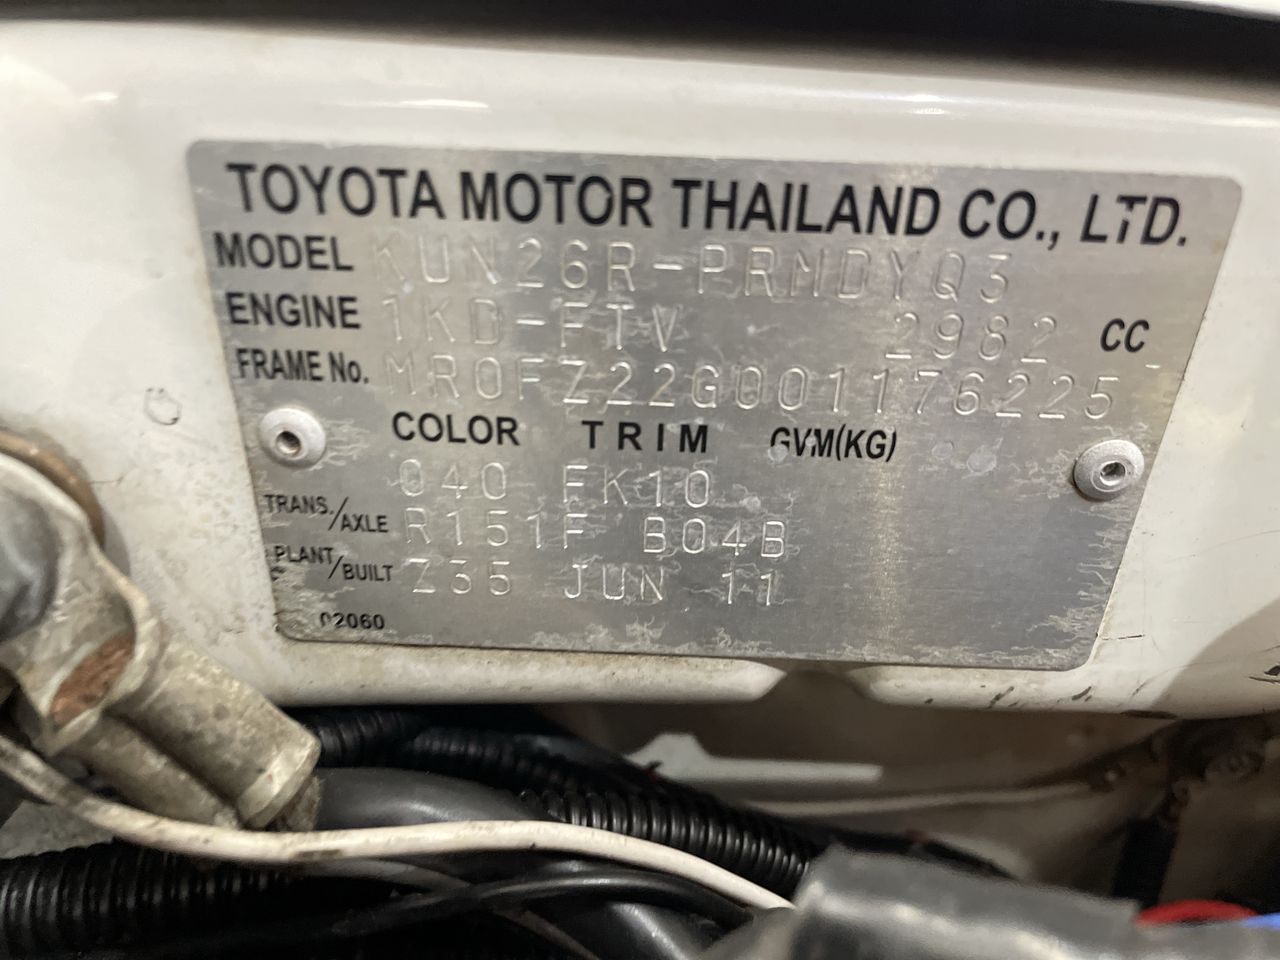 TOYOTA MOTOR THAILAND CO., LTD.
MODEL KUN26R-PRMDYQ3
ENGINE 1KD-FTV 2982 CC
FRAME No. MR0FZ22G001176225
COLOR TRIM GVM(KG)
040 FK10
TRANS./AXLE R151F B04B
PLANT/BUILT Z35 JUN 11
02060